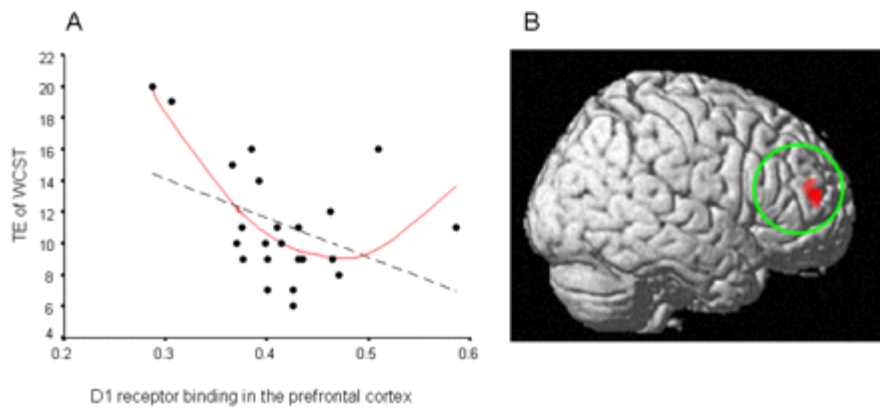 A
B
22
20
18
16
14
12
10
8
6
4
TE of WCST
0.2 0.3 0.4 0.5 0.6
D1 receptor binding in the prefrontal cortex